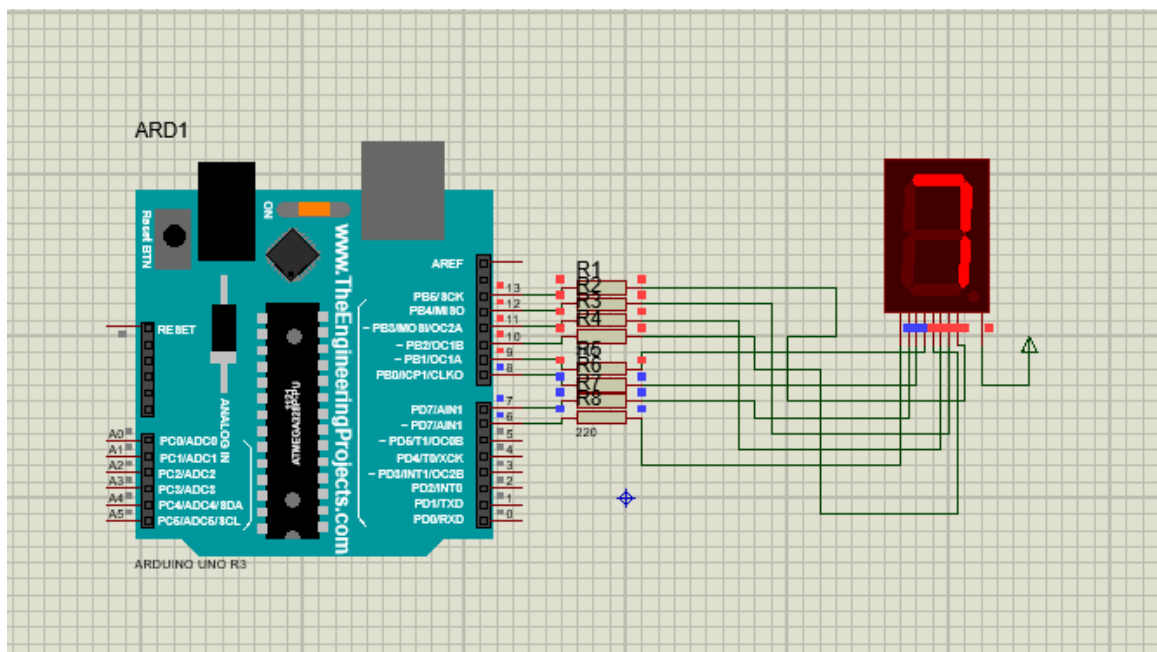 ARD1
Reset BTN
ON
www.TheEngineeringProjects.com
AREF
13
PB5/SCK
12
PB4/MISO
11
~ PB3/MOSI/OC2A
10
~ PB2/OC1B
9
~ PB1/OC1A
8
PB0/ICP1/CLKO
RESET
ANALOG IN
7
PD7/AIN1
6
~ PD7/AIN1
5
~ PD5/T1/OC0B
4
PD4/T0/XCK
3
~ PD3/INT1/OC2B
2
PD2/INT0
1
PD1/TXD
0
PD0/RXD
A0
PC0/ADC0
A1
PC1/ADC1
A2
PC2/ADC2
A3
PC3/ADC3
A4
PC4/ADC4/SDA
A5
PC5/ADC5/SCL
ARDUINO UNO R3
R1
R2
R3
R4
R6
R7
R8
220
7